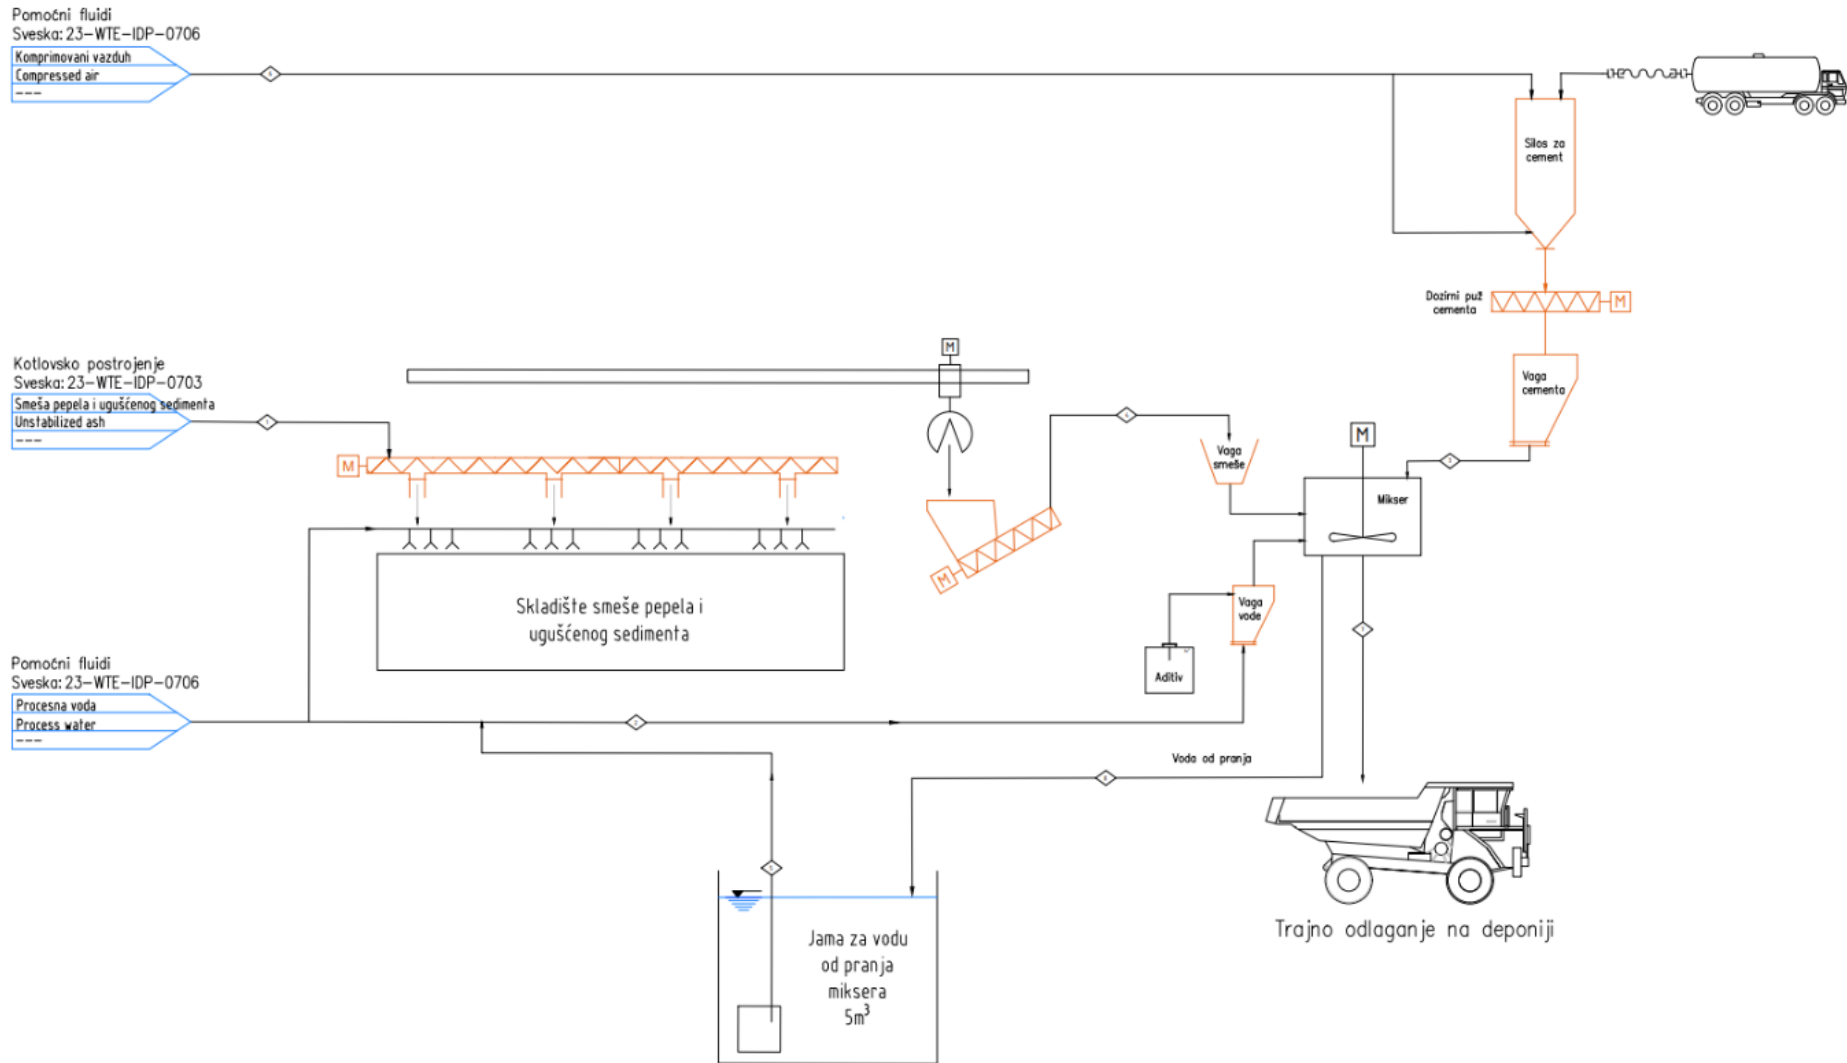 Pomoćni fluidi
Sveska: 23-WTE-IDP-0706
Komprimovani vazduh
Compressed air
---
Silos za
cement
Dozirni puž
cementa
M
Vaga
cementa
M
Kotlovsko postrojenje
Sveska: 23-WTE-IDP-0703
Smeša pepela i ugušćenog sedimenta
Unstabilized ash
---
M
M
Vaga
smeše
M
Mikser
Skladište smeše pepela i
ugušćenog sedimenta
Vaga
vode
Aditiv
Pomoćni fluidi
Sveska: 23-WTE-IDP-0706
Procesna voda
Process water
---
Voda od pranja
Jama za vodu
od pranja
miksera
5m³
Trajno odlaganje na deponiji